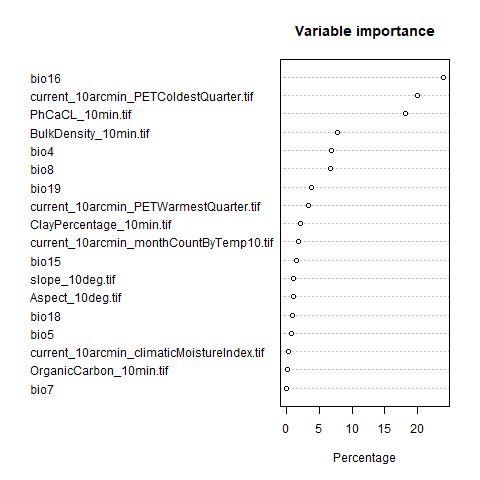 Variable importance
bio16
current_10arcmin_PETColdestQuarter.tif
PhCaCL_10min.tif
BulkDensity_10min.tif
bio4
bio8
bio19
current_10arcmin_PETWarmestQuarter.tif
ClayPercentage_10min.tif
current_10arcmin_monthCountByTemp10.tif
bio15
slope_10deg.tif
Aspect_10deg.tif
bio18
bio5
current_10arcmin_climaticMoistureIndex.tif
OrganicCarbon_10min.tif
bio7
0 5 10 15 20
Percentage